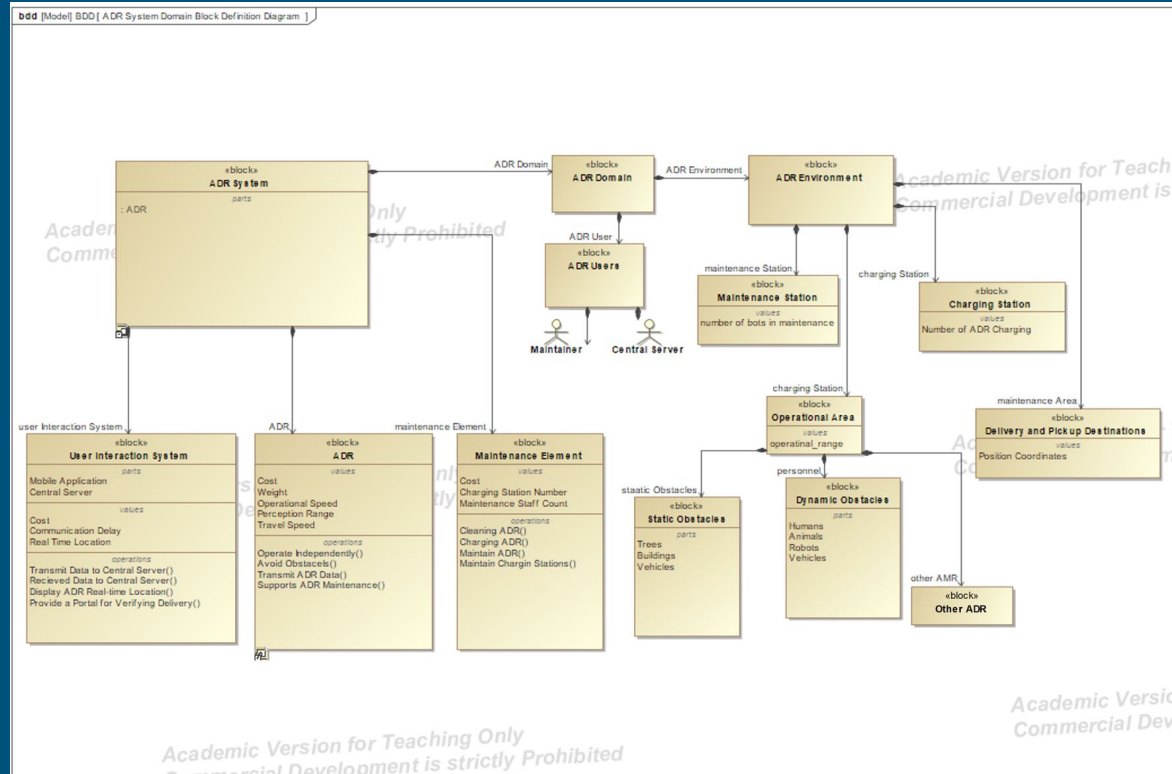 bdd [Model] BDD [ ADR System Domain Block Definition Diagram ]
«block»
ADR System
parts
: ADR
ADR Domain
«block»
ADR Domain
ADR Environment
«block»
ADR Environment
ADR User
«block»
ADR Users
Maintainer
Central Server
maintenance Station
«block»
Maintenance Station
values
number of bots in maintenance
charging Station
«block»
Charging Station
values
Number of ADR Charging
user Interaction System
«block»
User Interaction System
parts
Mobile Application
Central Server
values
Cost
Communication Delay
Real Time Location
operations
Transmit Data to Central Server()
Recieved Data to Central Server()
Display ADR Real-time Location()
Provide a Portal for Verifying Delivery()
ADR
«block»
ADR
values
Cost
Weight
Operational Speed
Perception Range
Travel Speed
operations
Operate Independently()
Avoid Obstacels()
Transmit ADR Data()
Supports ADR Maintenance()
maintenance Element
«block»
Maintenance Element
values
Cost
Charging Station Number
Maintenance Staff Count
operations
Cleaning ADR()
Charging ADR()
Maintain ADR()
Maintain Chargin Stations()
charging Station
«block»
Operational Area
values
operatinal_range
maintenance Area
«block»
Delivery and Pickup Destinations
values
Position Coordinates
staatic Obstacles
«block»
Static Obstacles
parts
Trees
Buildings
Vehicles
personnel
«block»
Dynamic Obstacles
parts
Humans
Animals
Robots
Vehicles
other AMR
«block»
Other ADR
Academic Version for Teaching Only
Commercial Development is strictly Prohibited